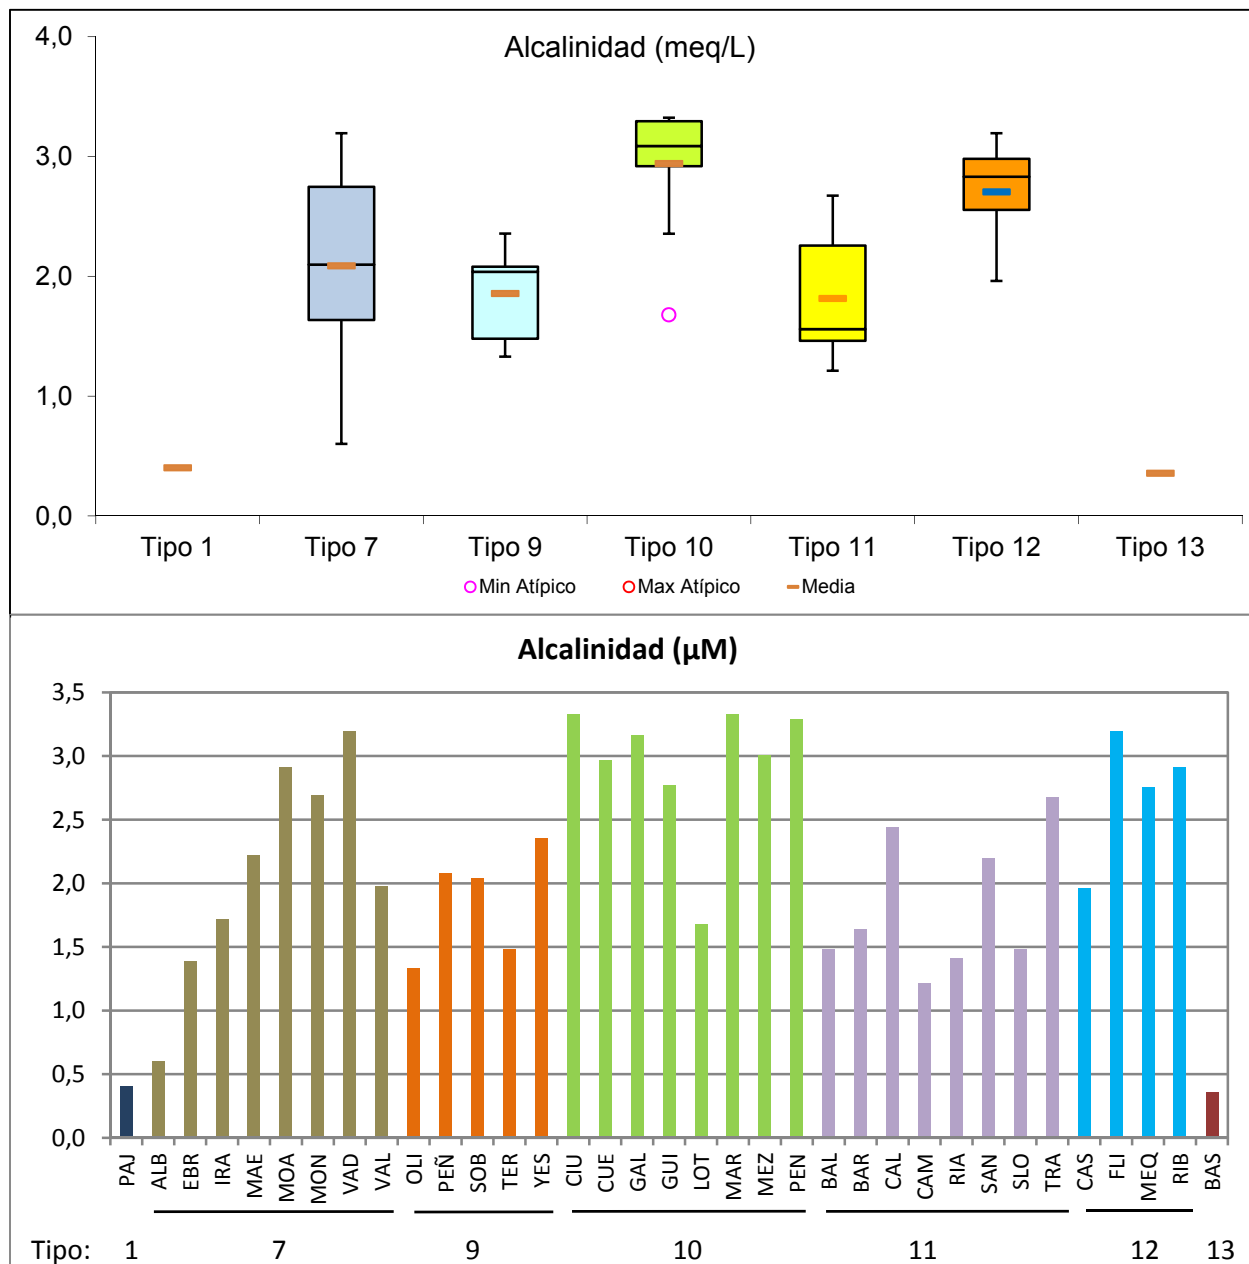 Alcalinidad (meq/L)
4,0
3,0
2,0
1,0
0,0
Tipo 1 Tipo 7 Tipo 9 Tipo 10 Tipo 11 Tipo 12 Tipo 13
Min Atípico Max Atípico Media
Alcalinidad (µM)
3,5
3,0
2,5
2,0
1,5
1,0
0,5
0,0
PAJ ALB EBR IRA MAE MOA MON VAD VAL OLI PEÑ SOB TER YES CIU CUE GAL GUI LOT MAR MEZ PEN BAL BAR CAL CAM RIA SAN SLO TRA CAS FLI MEQ RIB BAS
Tipo: 1 7 9 10 11 12 13